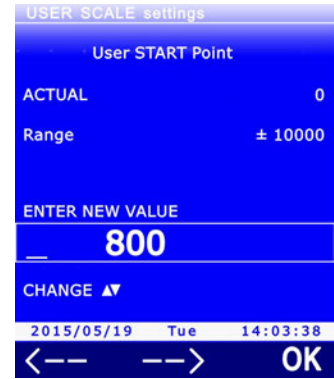 USER SCALE settings
User START Point
ACTUAL 0
Range ± 10000
ENTER NEW VALUE
_ 800
CHANGE ▲▼
2015/05/19 Tue 14:03:38
<-- --> OK